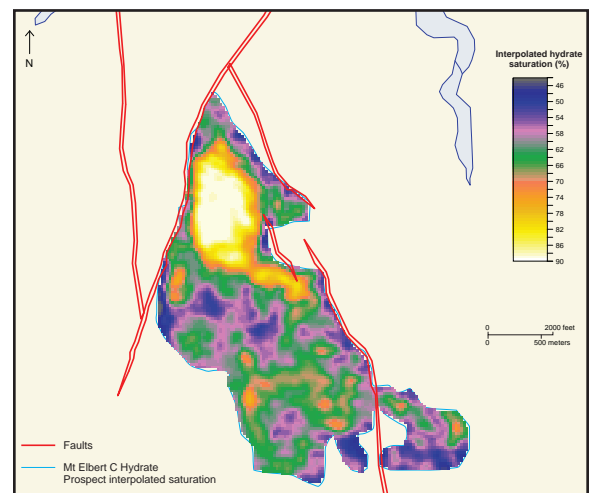 N
Interpolated hydrate
saturation (%)
46
50
54
58
62
66
70
74
78
82
86
90
0 2000 feet
0 500 meters
Faults
Mt Elbert C Hydrate
Prospect interpolated saturation